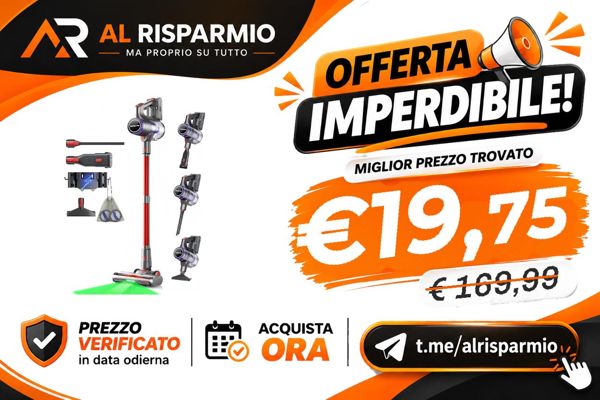 AR AL RISPARMIO
MA PROPRIO SU TUTTO
OFFERTA
IMPERDIBILE!
MIGLIOR PREZZO TROVATO
€19,75
€ 169,99
PREZZO
VERIFICATO
in data odierna
ACQUISTA
ORA
t.me/alrisparmio